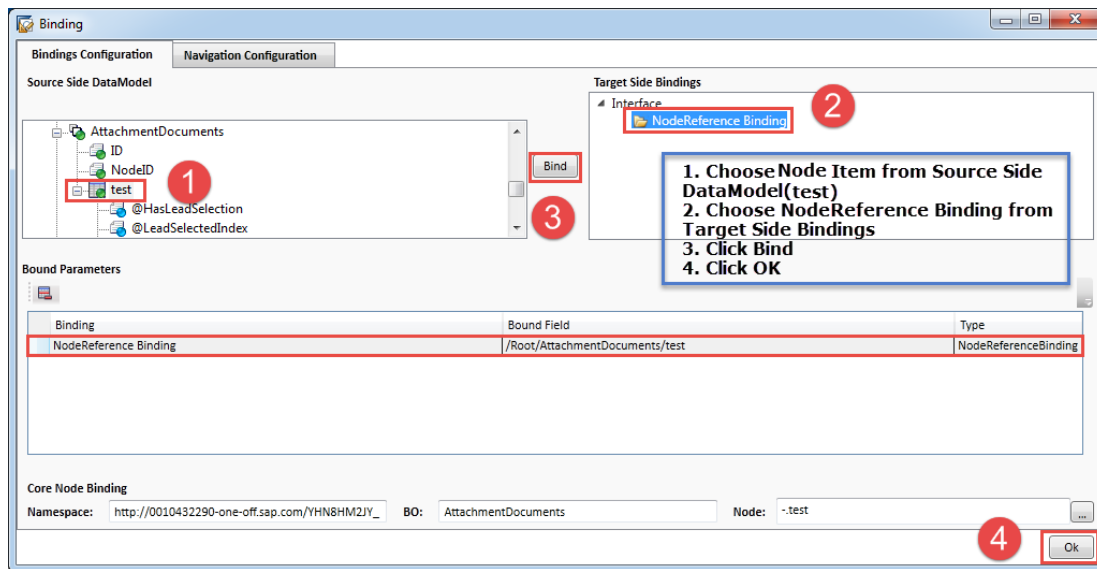 Binding
Bindings Configuration
Navigation Configuration
Source Side DataModel
Target Side Bindings
Interface
NodeReference Binding
2
AttachmentDocuments
ID
NodeID
test
1
@HasLeadSelection
@LeadSelectedIndex
Bind
3
1. Choose Node Item from Source Side
DataModel(test)
2. Choose NodeReference Binding from
Target Side Bindings
3. Click Bind
4. Click OK
Bound Parameters
Binding
Bound Field
Type
NodeReference Binding
/Root/AttachmentDocuments/test
NodeReferenceBinding
Core Node Binding
Namespace:
http://0010432290-one-off.sap.com/YHN8HM2JY_
BO:
AttachmentDocuments
Node:
-.test
...
4
Ok